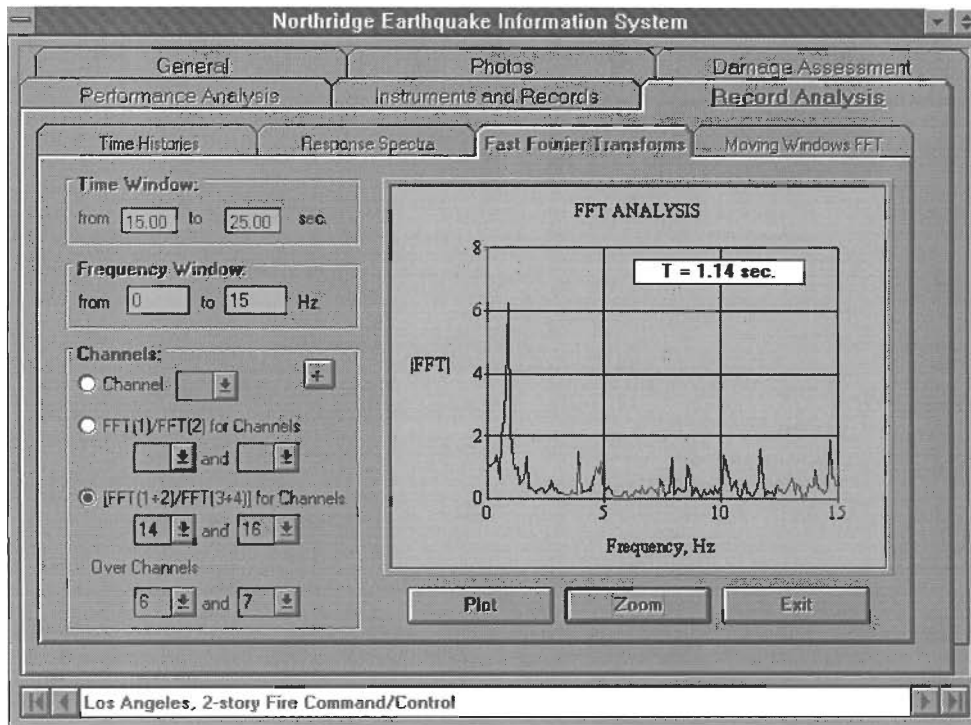 Northridge Earthquake Information System
General Photos Damage Assessment
Performance Analysis Instruments and Records Record Analysis
Time Histories Response Spectra Fast Fourier Transforms Moving Windows FFT
Time Window:
from 15.00 to 25.00 sec.
Frequency Window:
from 0 to 15 Hz
Channels:
Channel +
FFT(1)/FFT(2) for Channels
and
[FFT(1+2)/FFT(3+4)] for Channels
14 and 16
Over Channels
6 and 7
FFT ANALYSIS
T = 1.14 sec.
|FFT|
8
6
4
2
0
0 5 10 15
Frequency, Hz
Plot Zoom Exit
Los Angeles, 2-story Fire Command/Control